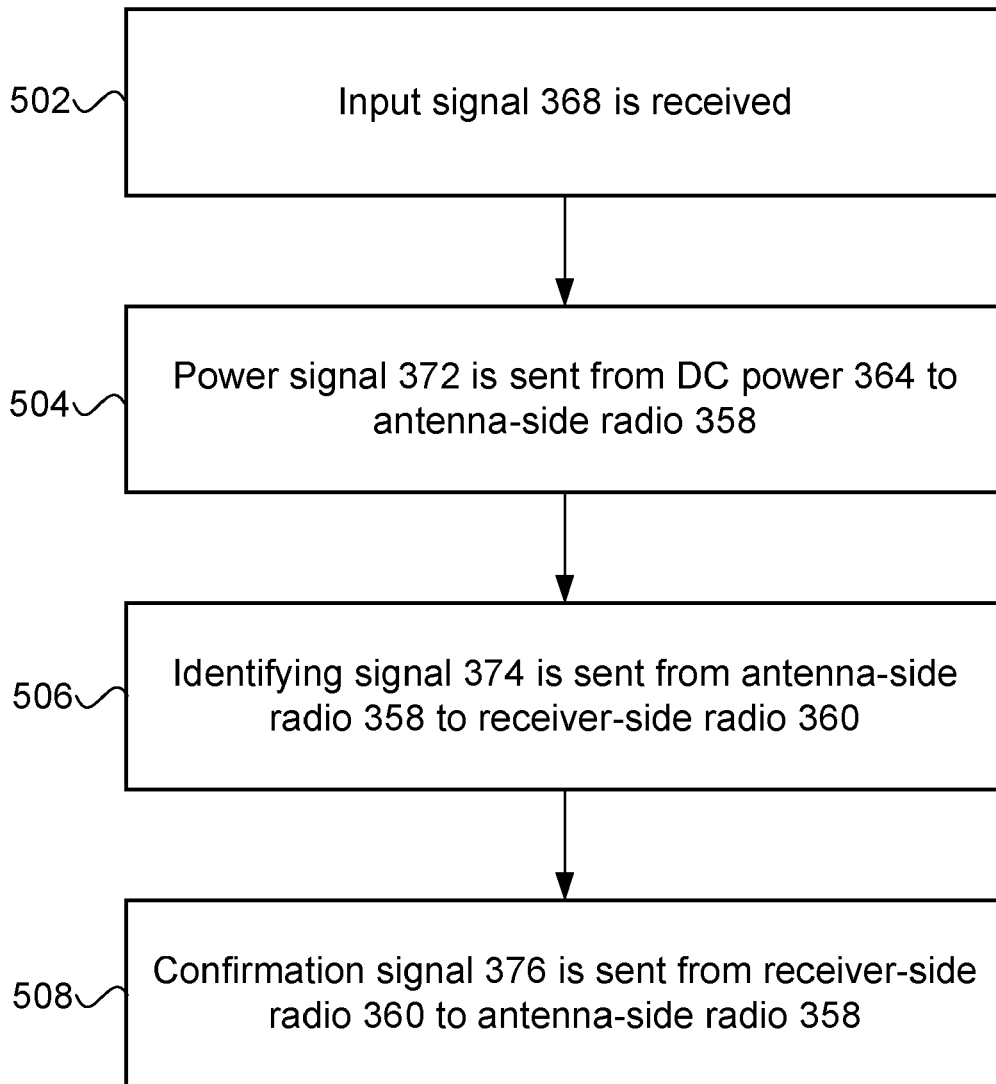 502
Input signal 368 is received
504
Power signal 372 is sent from DC power 364 to
antenna-side radio 358
506
Identifying signal 374 is sent from antenna-side
radio 358 to receiver-side radio 360
508
Confirmation signal 376 is sent from receiver-side
radio 360 to antenna-side radio 358